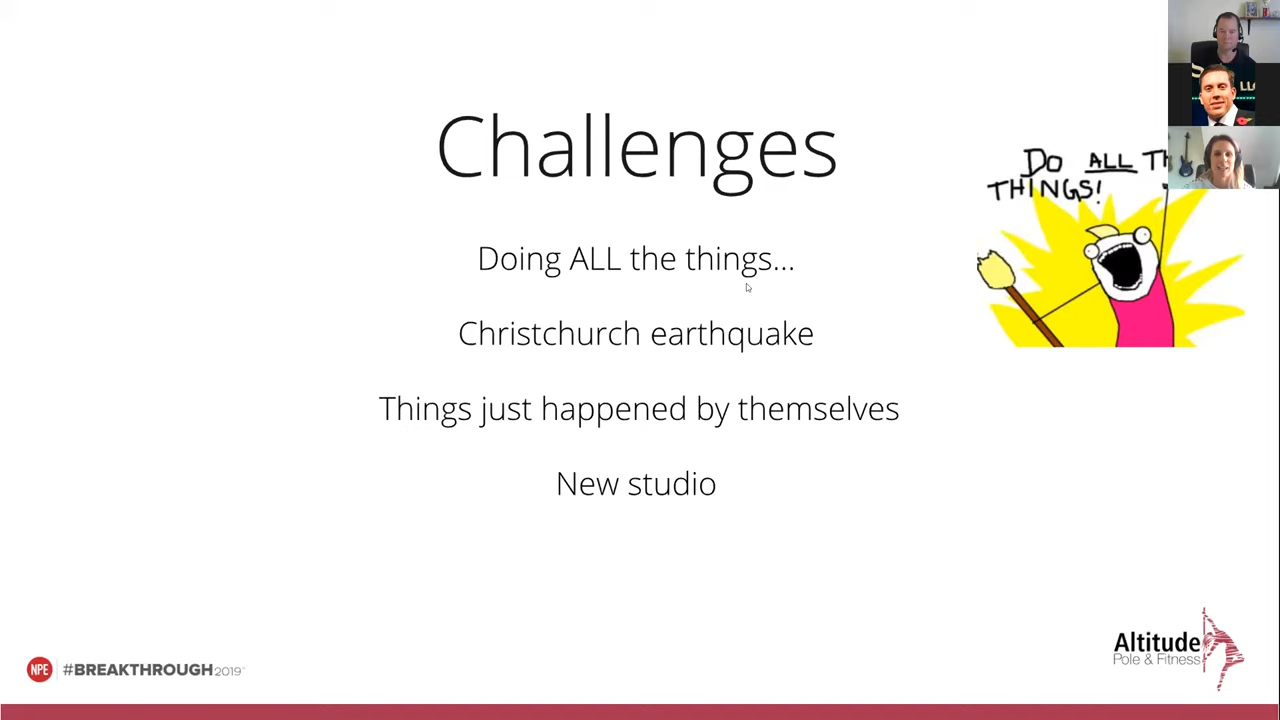 Challenges
DO ALL TH
THINGS!
Doing ALL the things...
Christchurch earthquake
Things just happened by themselves
New studio
NPE #BREAKTHROUGH2019
Altitude
Pole & Fitness